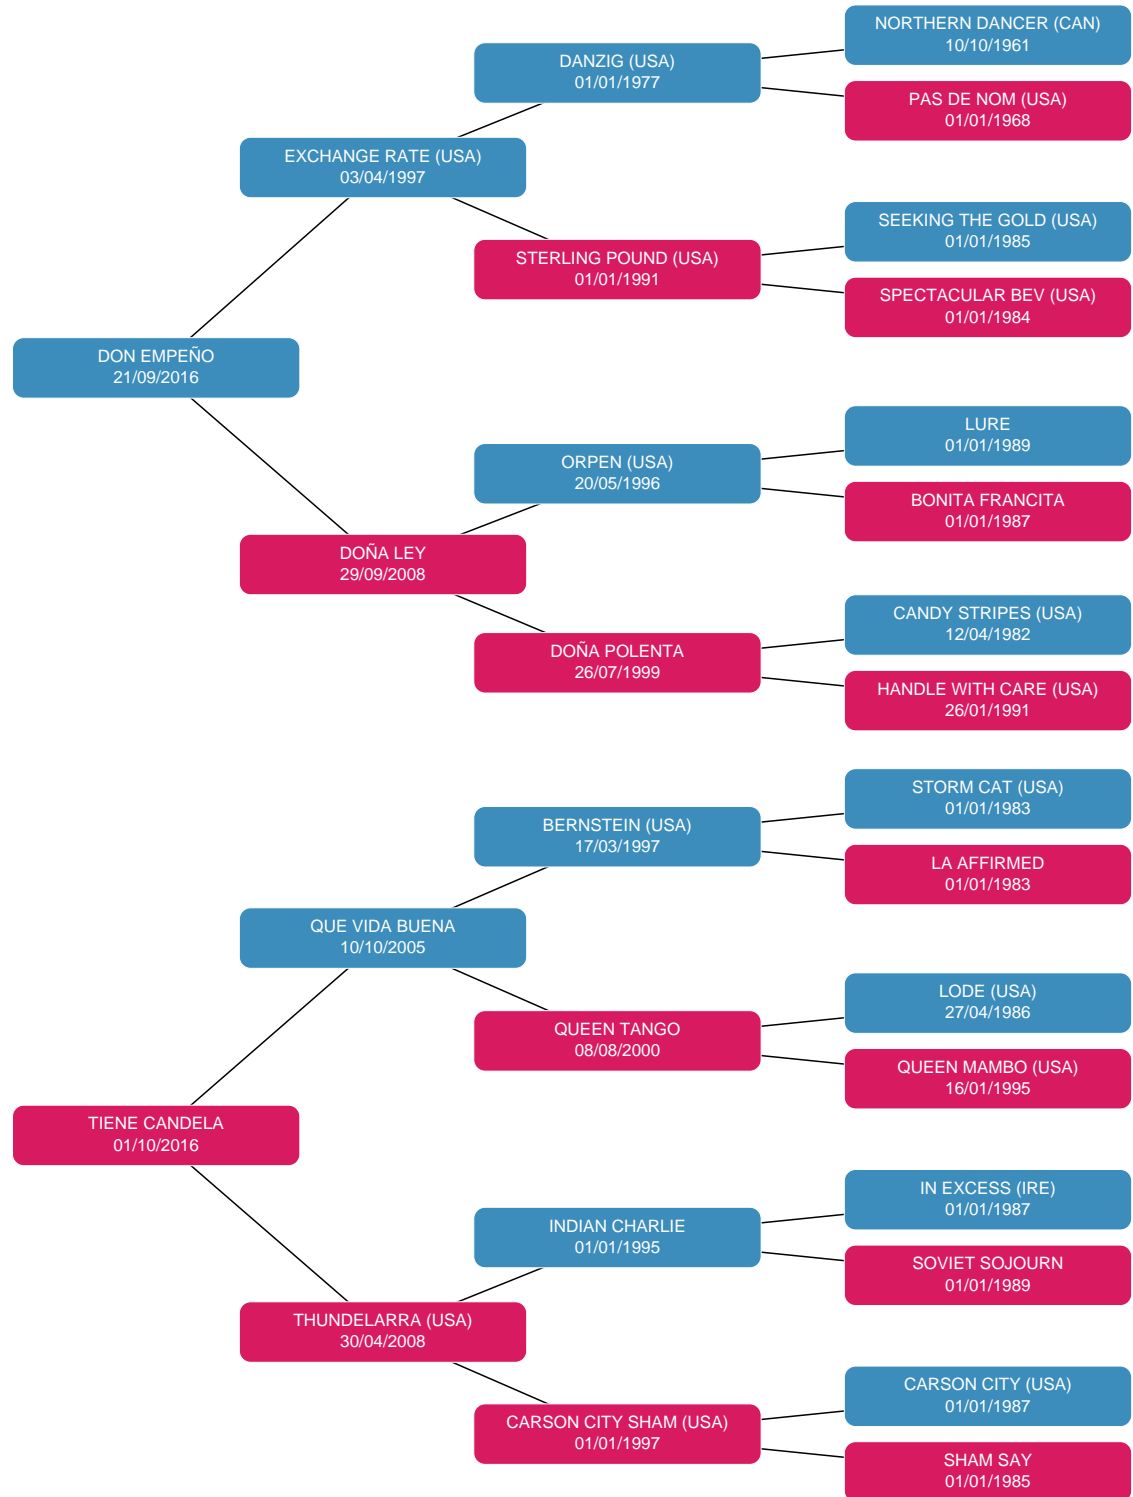 NORTHERN DANCER (CAN)
10/10/1961
DANZIG (USA)
01/01/1977
PAS DE NOM (USA)
01/01/1968
EXCHANGE RATE (USA)
03/04/1997
SEEKING THE GOLD (USA)
01/01/1985
STERLING POUND (USA)
01/01/1991
SPECTACULAR BEV (USA)
01/01/1984
DON EMPEÑO
21/09/2016
LURE
01/01/1989
ORPEN (USA)
20/05/1996
BONITA FRANCITA
01/01/1987
DOÑA LEY
29/09/2008
CANDY STRIPES (USA)
12/04/1982
DOÑA POLENTA
26/07/1999
HANDLE WITH CARE (USA)
26/01/1991
STORM CAT (USA)
01/01/1983
BERNSTEIN (USA)
17/03/1997
LA AFFIRMED
01/01/1983
QUE VIDA BUENA
10/10/2005
LODE (USA)
27/04/1986
QUEEN TANGO
08/08/2000
QUEEN MAMBO (USA)
16/01/1995
TIENE CANDELA
01/10/2016
IN EXCESS (IRE)
01/01/1987
INDIAN CHARLIE
01/01/1995
SOVIET SOJOURN
01/01/1989
THUNDELARRA (USA)
30/04/2008
CARSON CITY (USA)
01/01/1987
CARSON CITY SHAM (USA)
01/01/1997
SHAM SAY
01/01/1985